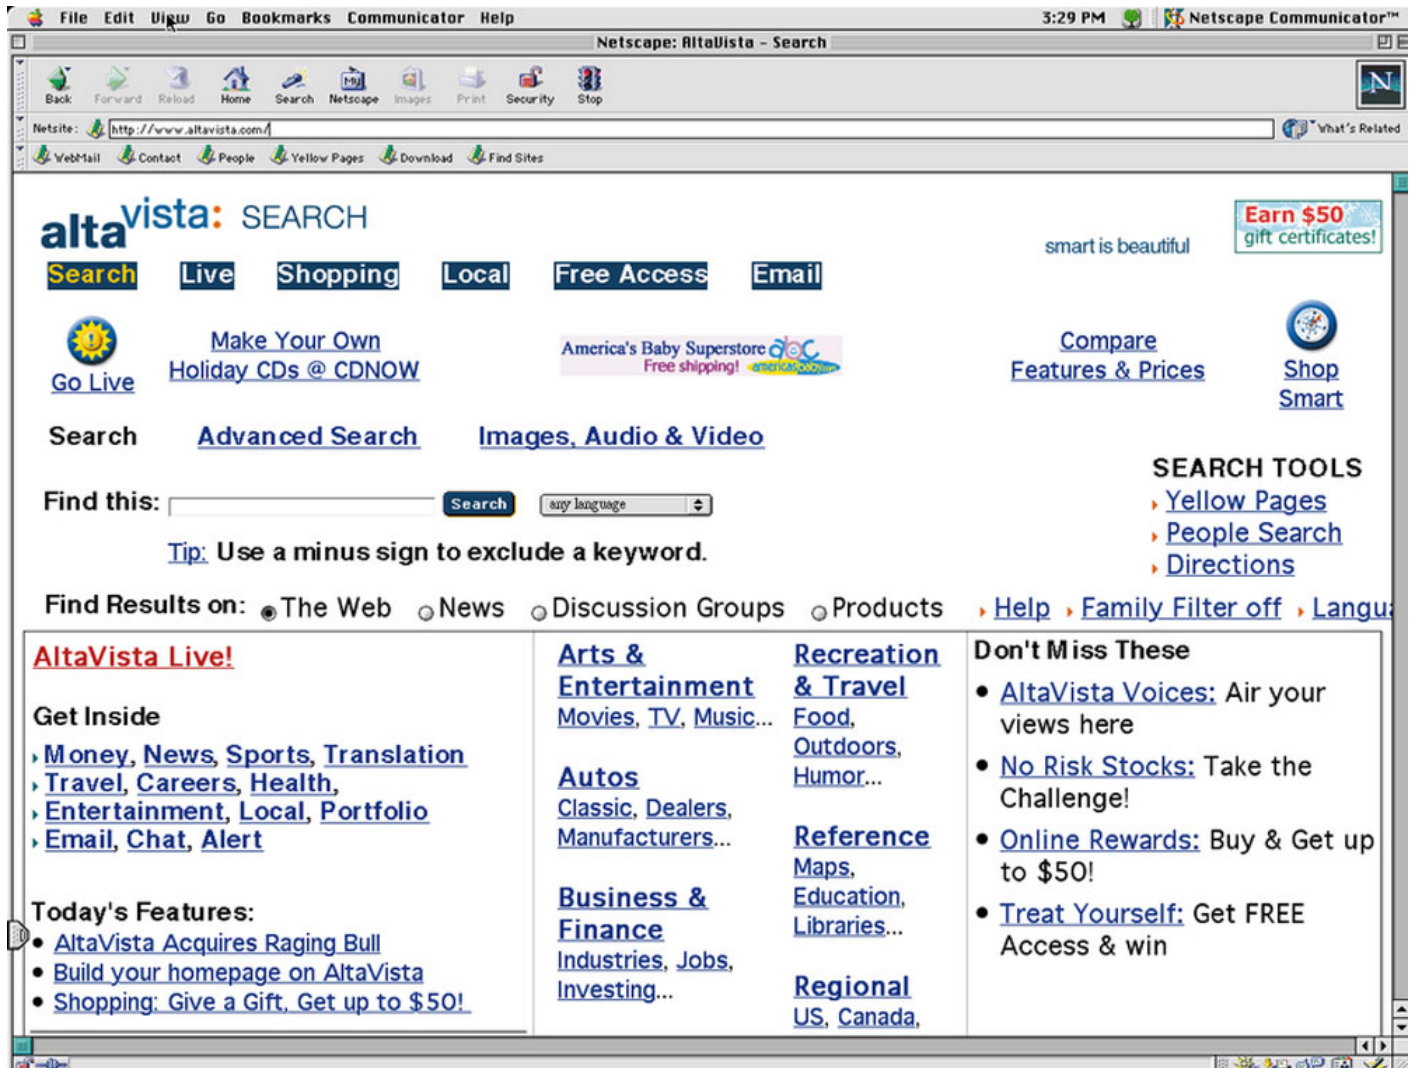 File Edit View Go Bookmarks Communicator Help 3:29 PM Netscape Communicator™
Netscape: AltaVista - Search
Back Forward Reload Home Search Netscape Images Print Security Stop
My
N
Netsite: http://www.altavista.com/ What's Related
WebMail Contact People Yellow Pages Download Find Sites
altavista: SEARCH
smart is beautiful
Earn $50
gift certificates!
Search Live Shopping Local Free Access Email
Go Live
Make Your Own
Holiday CDs @ CDNOW
America's Baby Superstore abc
Free shipping! americasbaby.com
Compare
Features & Prices
Shop
Smart
Search Advanced Search Images, Audio & Video
Find this: Search any language
Tip: Use a minus sign to exclude a keyword.
SEARCH TOOLS
Yellow Pages
People Search
Directions
Find Results on: The Web News Discussion Groups Products Help Family Filter off Langu
AltaVista Live!
Get Inside
Money, News, Sports, Translation
Travel, Careers, Health,
Entertainment, Local, Portfolio
Email, Chat, Alert
Today's Features:
AltaVista Acquires Raging Bull
Build your homepage on AltaVista
Shopping: Give a Gift, Get up to $50!
Arts &
Entertainment
Movies, TV, Music...
Autos
Classic, Dealers,
Manufacturers...
Business &
Finance
Industries, Jobs,
Investing...
Recreation
& Travel
Food,
Outdoors,
Humor...
Reference
Maps,
Education,
Libraries...
Regional
US, Canada,
Don't Miss These
AltaVista Voices: Air your
views here
No Risk Stocks: Take the
Challenge!
Online Rewards: Buy & Get up
to $50!
Treat Yourself: Get FREE
Access & win